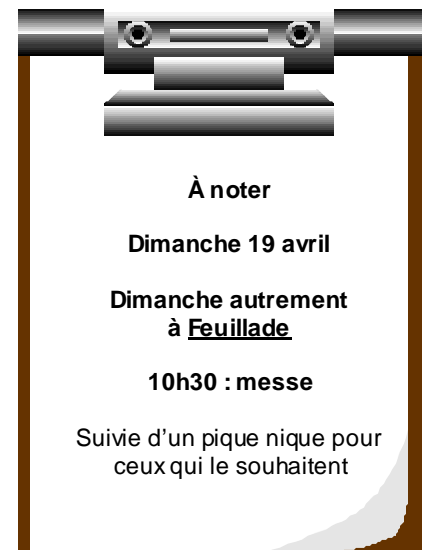 À noter
Dimanche 19 avril
Dimanche autrement
à Feuillade
10h30 : messe
Suivie d'un pique nique pour
ceux qui le souhaitent